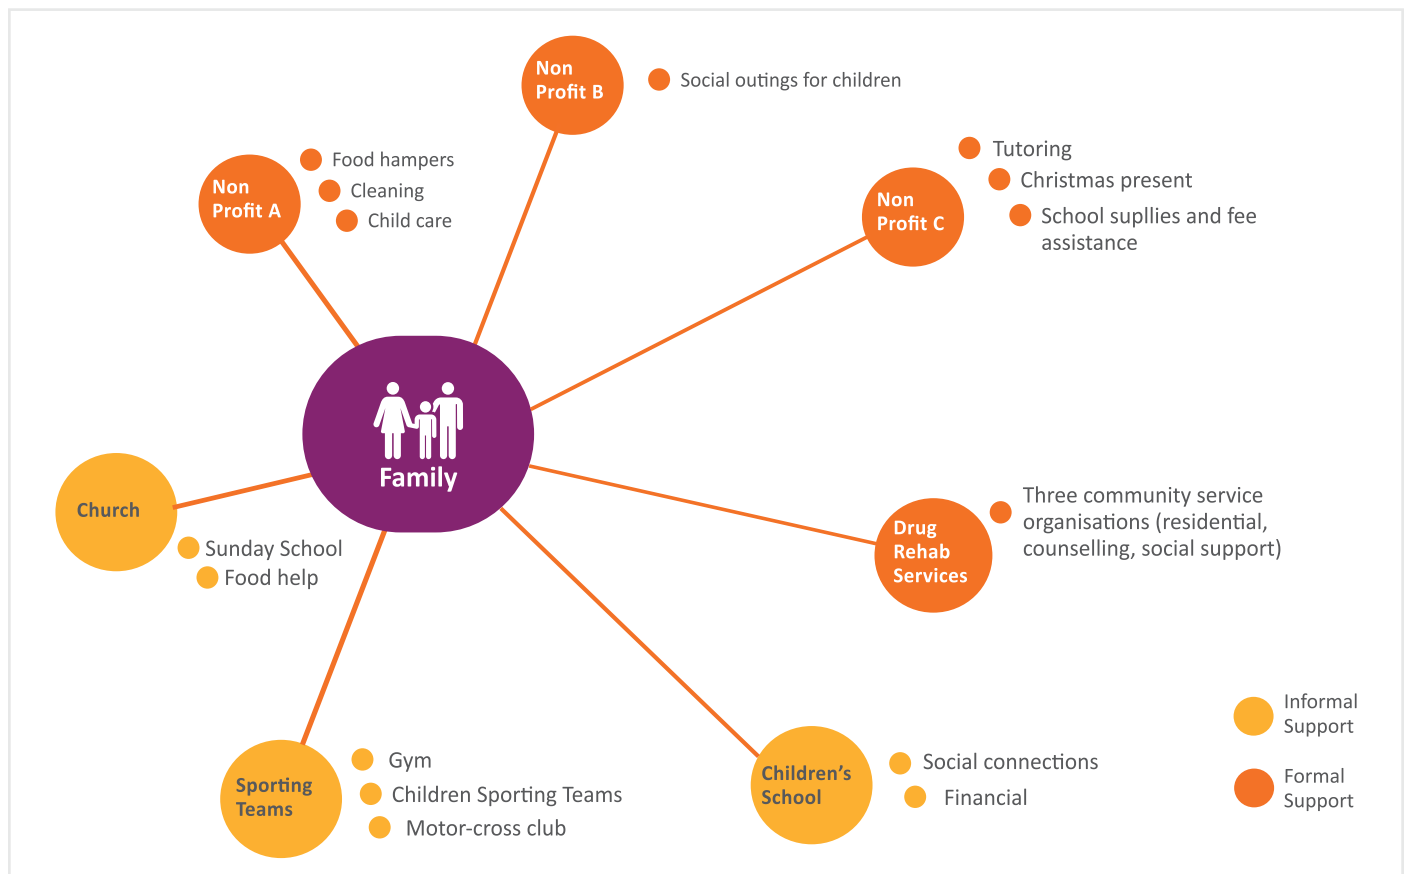 Non
Profit B
Social outings for children
Non
Profit A
Food hampers
Cleaning
Child care
Non
Profit C
Tutoring
Christmas present
School supllies and fee
assistance
Family
Church
Sunday School
Food help
Drug
Rehab
Services
Three community service
organisations (residential,
counselling, social support)
Sporting
Teams
Gym
Children Sporting Teams
Motor-cross club
Children’s
School
Social connections
Financial
Informal
Support
Formal
Support